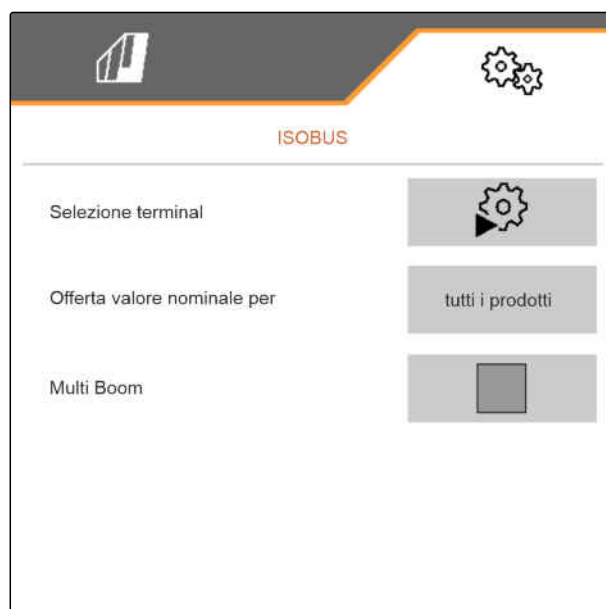 ISOBUS
Selezione terminal
Offerta valore nominale per
tutti i prodotti
Multi Boom